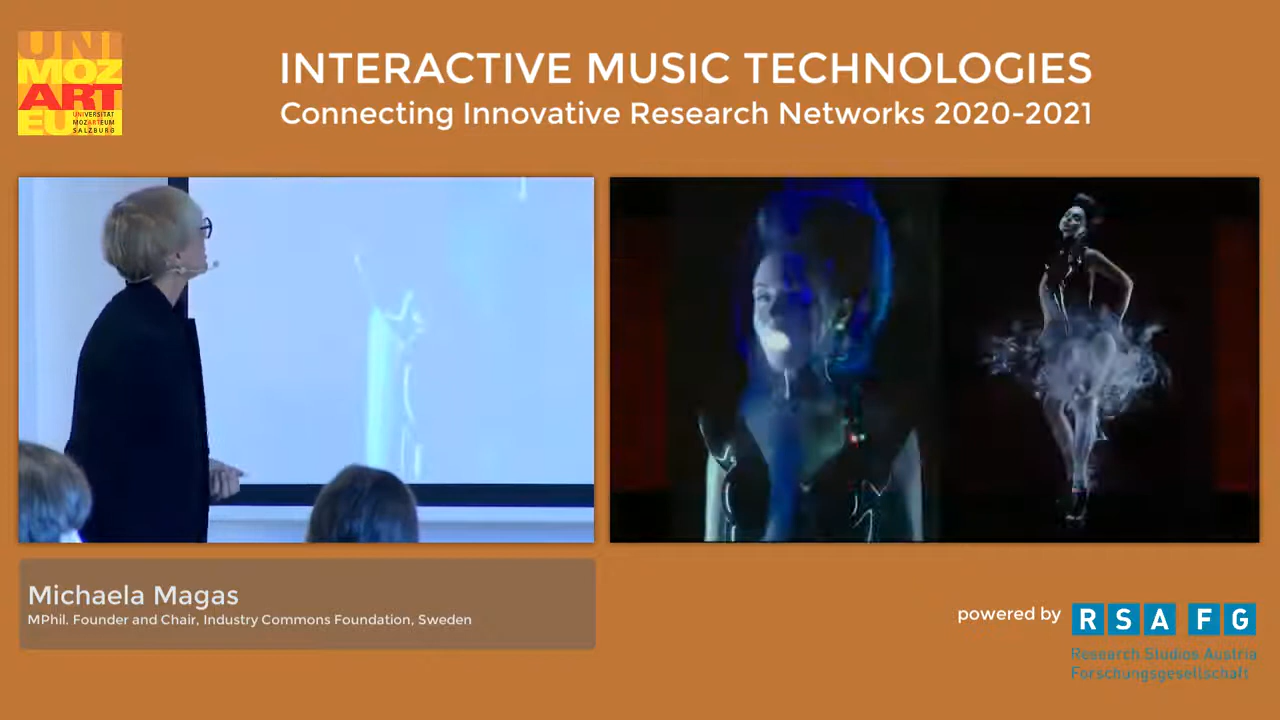 UNI
MOZ
ART
EU
UNIVERSITÄT
MOZARTEUM
SALZBURG
INTERACTIVE MUSIC TECHNOLOGIES
Connecting Innovative Research Networks 2020-2021
Michaela Magas
MPhil. Founder and Chair, Industry Commons Foundation, Sweden
powered by
RSA FG
Research Studios Austria
Forschungsgesellschaft